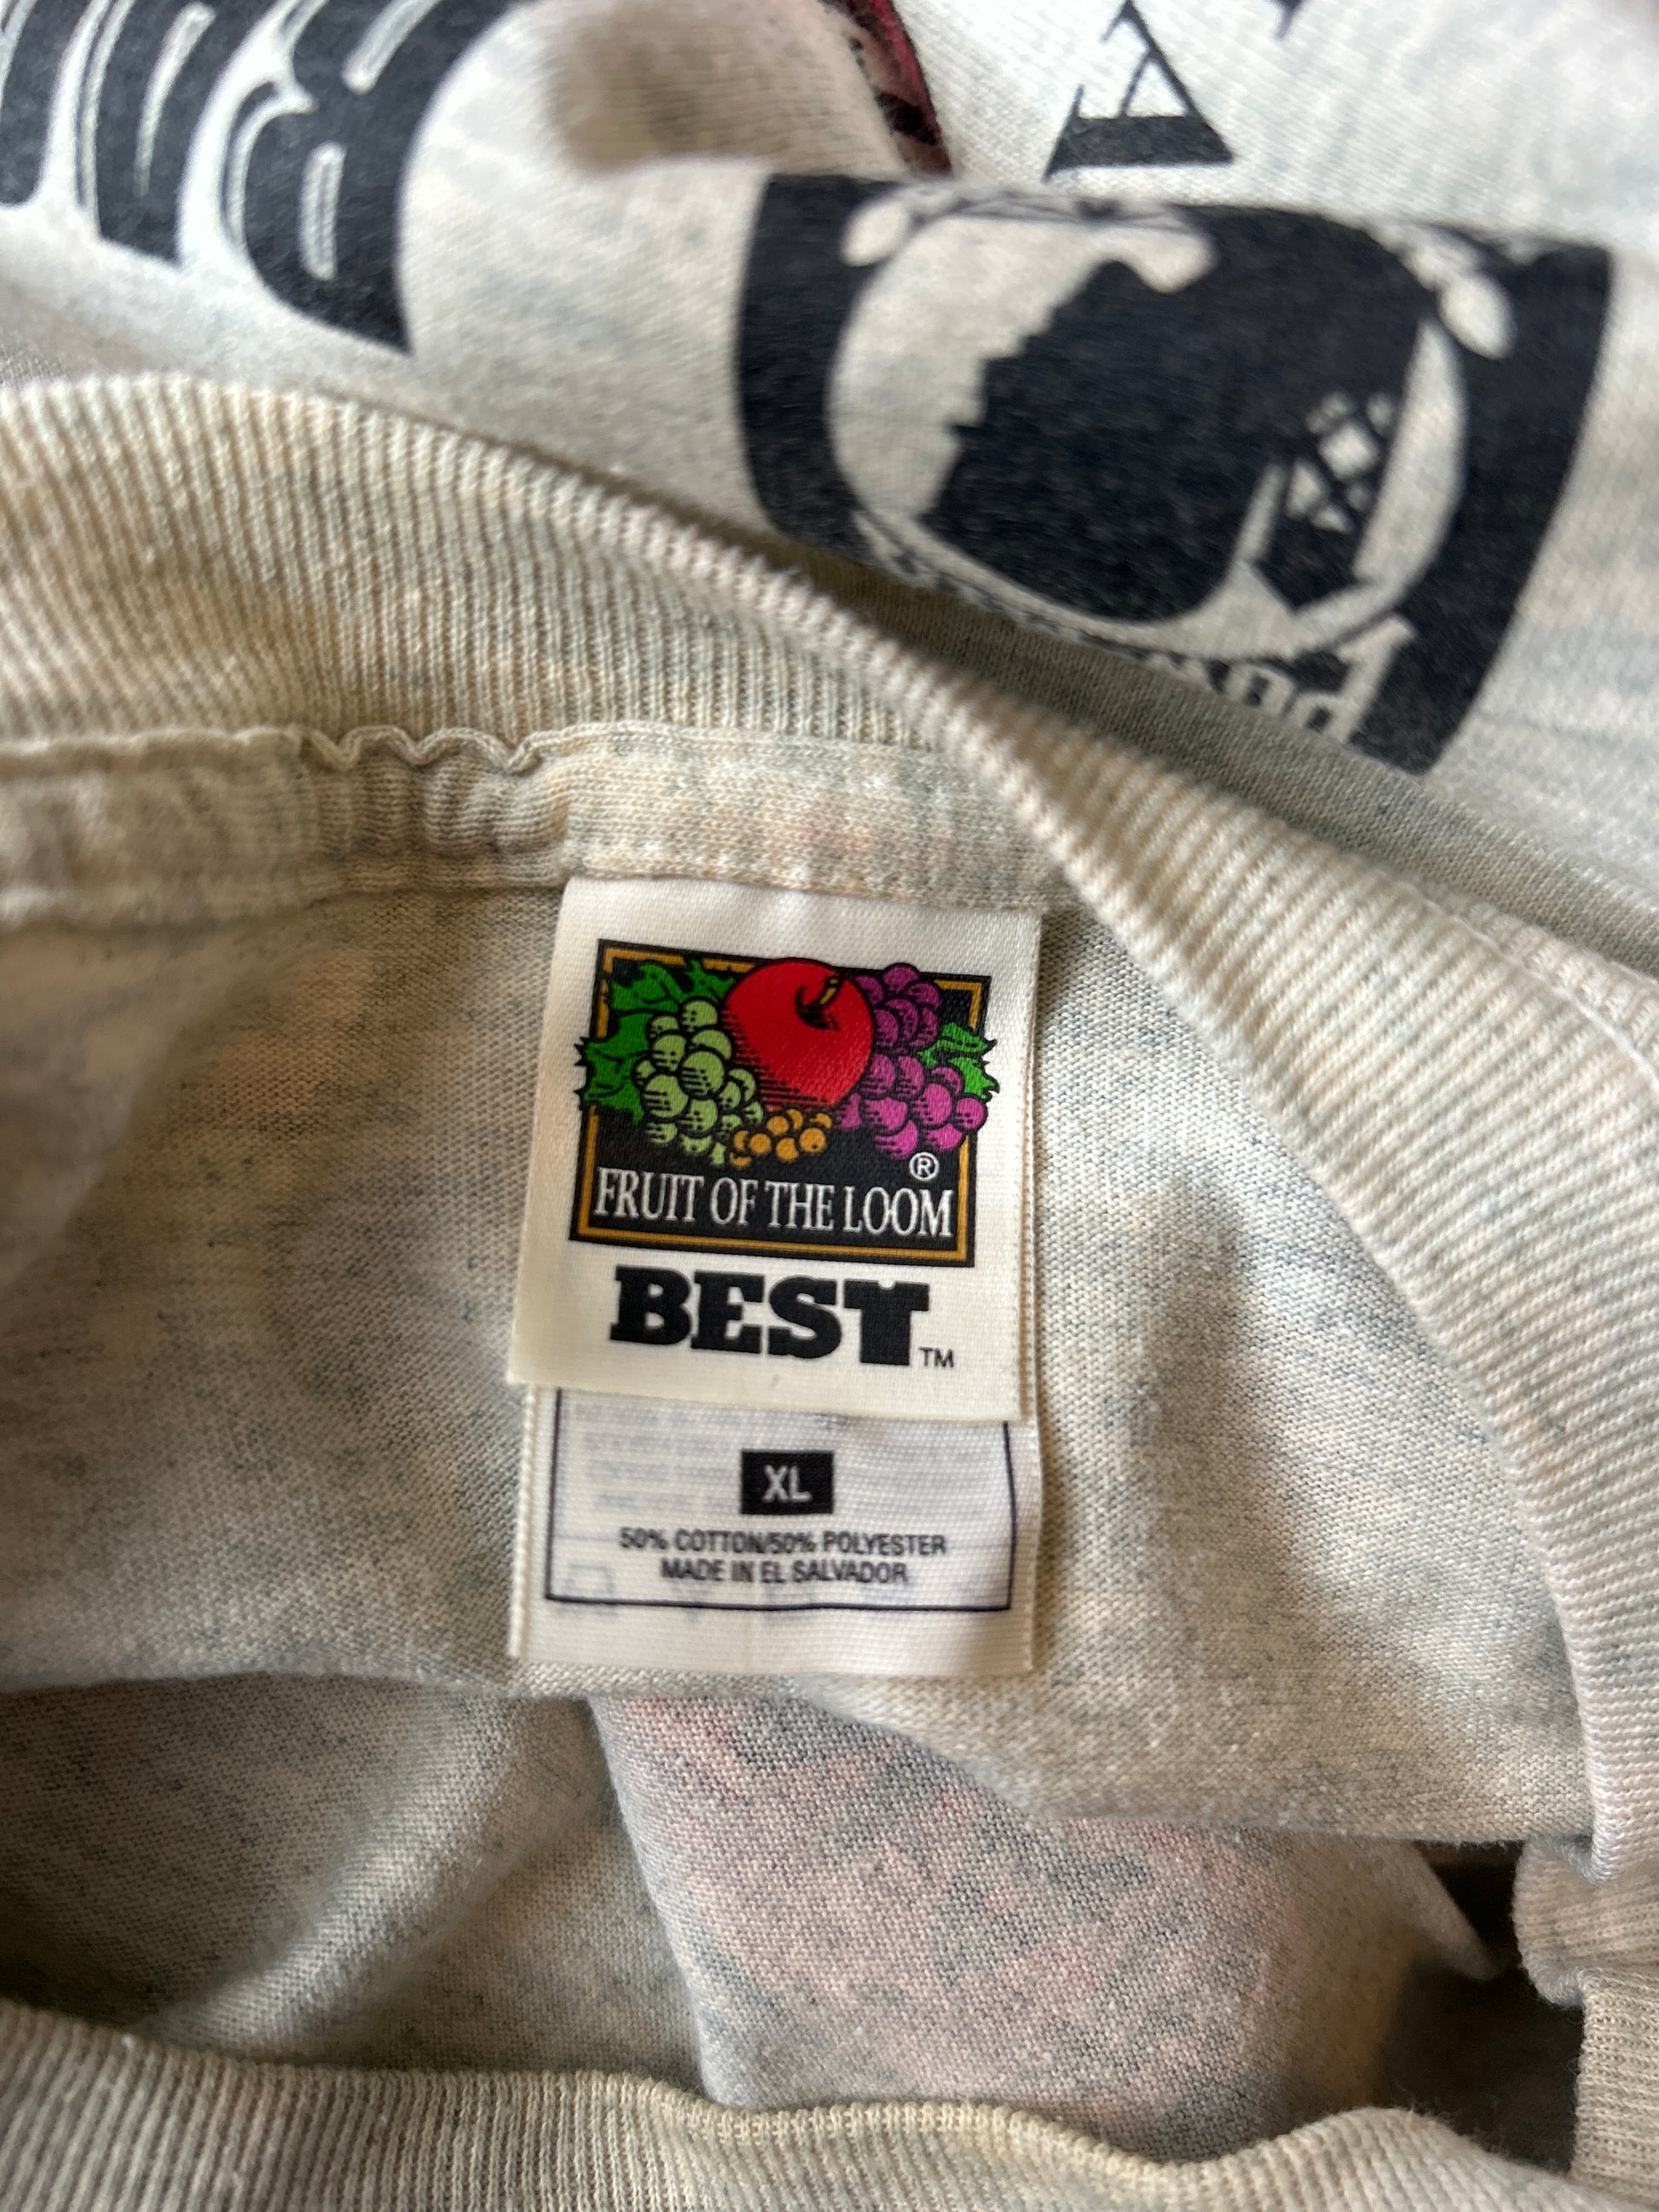 ®
FRUIT OF THE LOOM
BEST™
XL
50% COTTON/50% POLYESTER
MADE IN EL SALVADOR